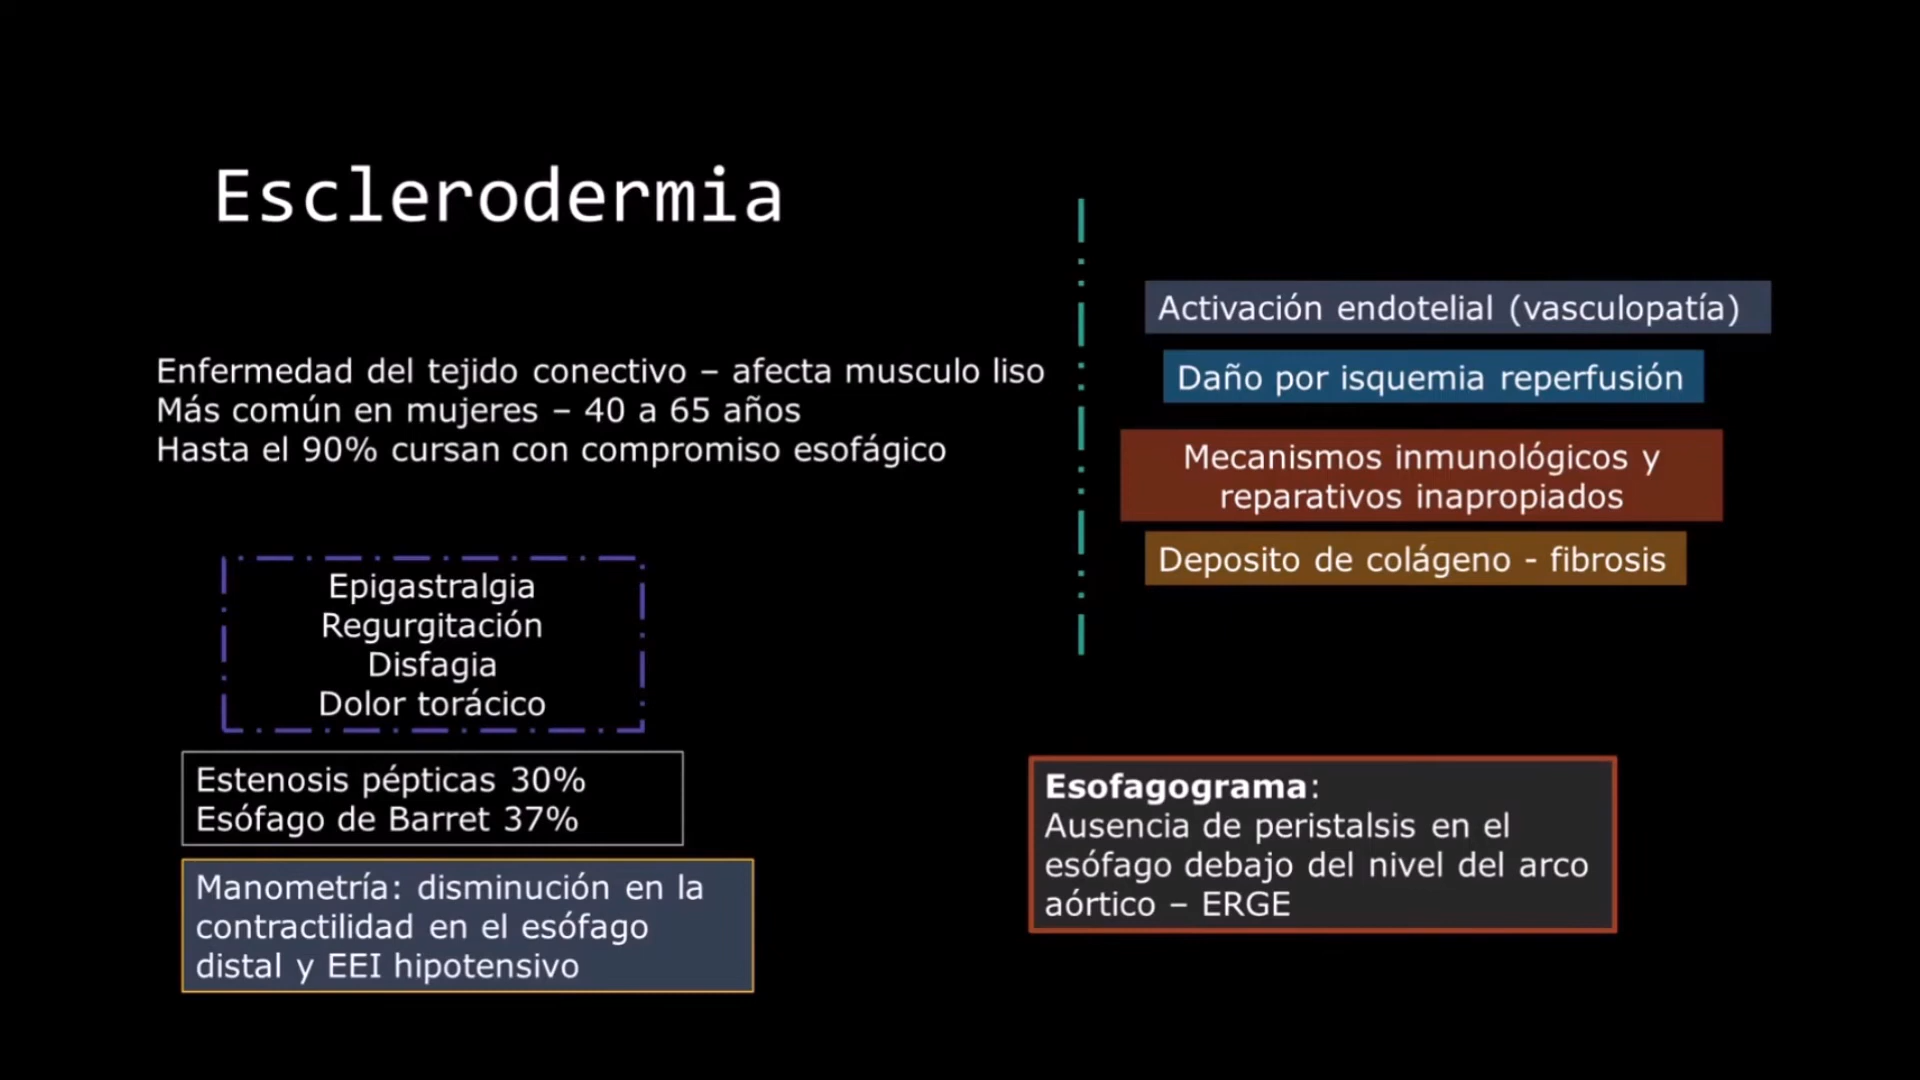 Esclerodermia
Enfermedad del tejido conectivo – afecta musculo liso
Más común en mujeres – 40 a 65 años
Hasta el 90% cursan con compromiso esofágico
Epigastralgia
Regurgitación
Disfagia
Dolor torácico
Estenosis pépticas 30%
Esófago de Barret 37%
Manometría: disminución en la
contractilidad en el esófago
distal y EEI hipotensivo
Activación endotelial (vasculopatía)
Daño por isquemia reperfusión
Mecanismos inmunológicos y
reparativos inapropiados
Deposito de colágeno - fibrosis
Esofagograma:
Ausencia de peristalsis en el
esófago debajo del nivel del arco
aórtico – ERGE